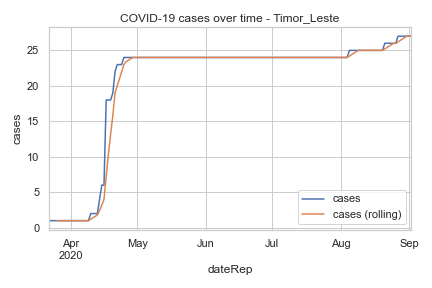 COVID-19 cases over time - Timor_Leste
25
20
15
10
5
0
cases
cases
cases (rolling)
Apr
2020
May
Jun
Jul
Aug
Sep
dateRep